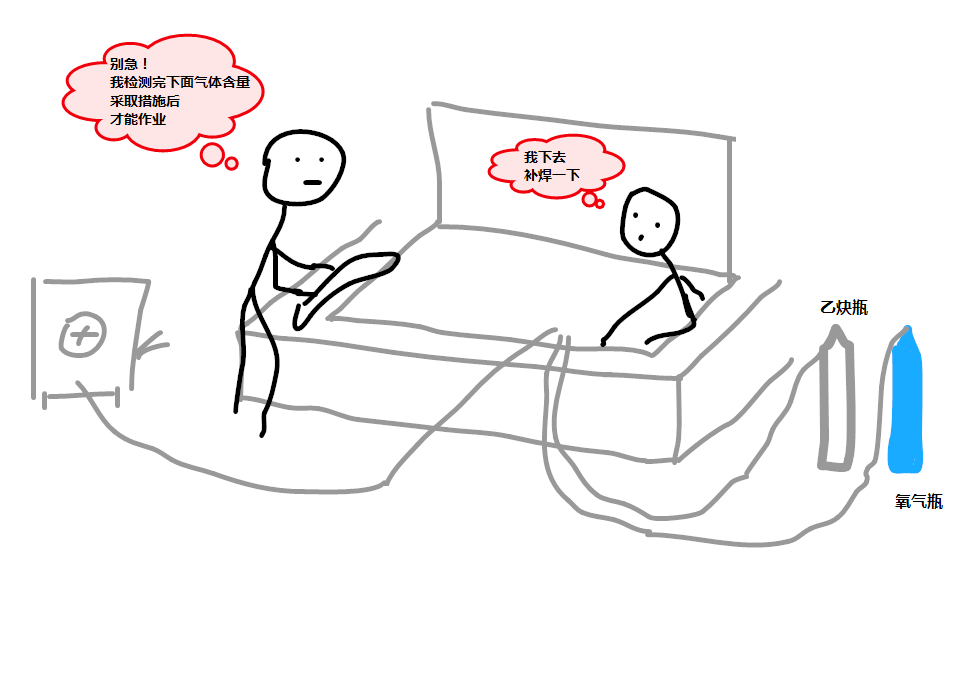 别急！
我检测完下面气体含量
采取措施后
才能作业
我下去
补焊一下
乙炔瓶
氧气瓶